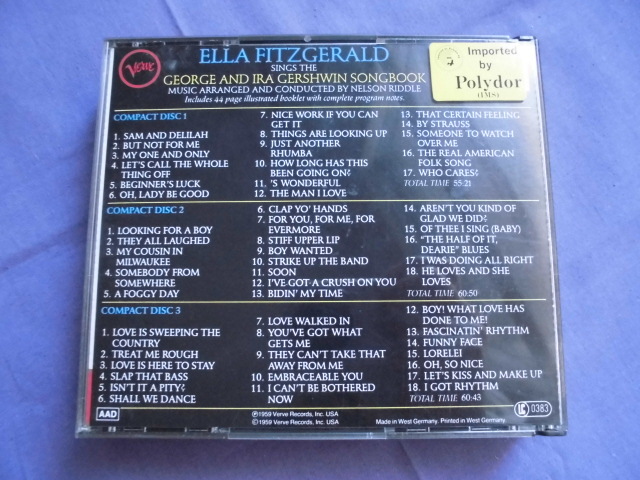 Verve
ELLA FITZGERALD
SINGS THE
GEORGE AND IRA GERSHWIN SONGBOOK
MUSIC ARRANGED AND CONDUCTED BY NELSON RIDDLE
Includes 44 page illustrated booklet with complete program notes.
Imported
by
Polydor
(IMS)
COMPACT DISC 1
1. SAM AND DELILAH
2. BUT NOT FOR ME
3. MY ONE AND ONLY
4. LET'S CALL THE WHOLE
THING OFF
5. BEGINNER'S LUCK
6. OH, LADY BE GOOD
7. NICE WORK IF YOU CAN
GET IT
8. THINGS ARE LOOKING UP
9. JUST ANOTHER
RHUMBA
10. HOW LONG HAS THIS
BEEN GOING ON?
11. 'S WONDERFUL
12. THE MAN I LOVE
13. THAT CERTAIN FEELING
14. BY STRAUSS
15. SOMEONE TO WATCH
OVER ME
16. THE REAL AMERICAN
FOLK SONG
17. WHO CARES?
TOTAL TIME 55:21
COMPACT DISC 2
1. LOOKING FOR A BOY
2. THEY ALL LAUGHED
3. MY COUSIN IN
MILWAUKEE
4. SOMEBODY FROM
SOMEWHERE
5. A FOGGY DAY
6. CLAP YO' HANDS
7. FOR YOU, FOR ME, FOR
EVERMORE
8. STIFF UPPER LIP
9. BOY WANTED
10. STRIKE UP THE BAND
11. SOON
12. I'VE GOT A CRUSH ON YOU
13. BIDIN' MY TIME
14. AREN'T YOU KIND OF
GLAD WE DID?
15. OF THEE I SING (BABY)
16. "THE HALF OF IT,
DEARIE" BLUES
17. I WAS DOING ALL RIGHT
18. HE LOVES AND SHE
LOVES
TOTAL TIME 60:50
COMPACT DISC 3
1. LOVE IS SWEEPING THE
COUNTRY
2. TREAT ME ROUGH
3. LOVE IS HERE TO STAY
4. SLAP THAT BASS
5. ISN'T IT A PITY?
6. SHALL WE DANCE
7. LOVE WALKED IN
8. YOU'VE GOT WHAT
GETS ME
9. THEY CAN'T TAKE THAT
AWAY FROM ME
10. EMBRACEABLE YOU
11. I CAN'T BE BOTHERED
NOW
12. BOY! WHAT LOVE HAS
DONE TO ME!
13. FASCINATIN' RHYTHM
14. FUNNY FACE
15. LORELEI
16. OH, SO NICE
17. LET'S KISS AND MAKE UP
18. I GOT RHYTHM
TOTAL TIME 60:43
AAD
℗1959 Verve Records, Inc. USA
©1959 Verve Records, Inc. USA
Made in West Germany. Printed in West Germany.
LC 0383